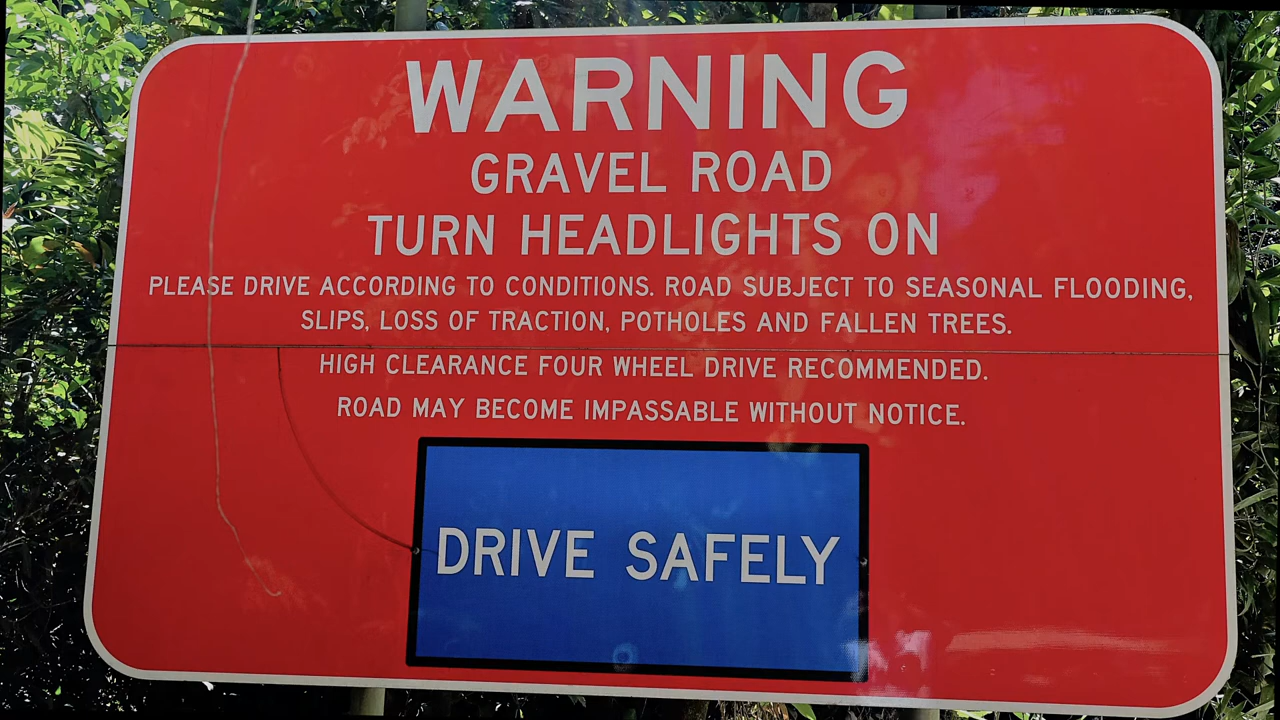 WARNING
GRAVEL ROAD
TURN HEADLIGHTS ON
PLEASE DRIVE ACCORDING TO CONDITIONS. ROAD SUBJECT TO SEASONAL FLOODING,
SLIPS, LOSS OF TRACTION, POTHOLES AND FALLEN TREES.
HIGH CLEARANCE FOUR WHEEL DRIVE RECOMMENDED.
ROAD MAY BECOME IMPASSABLE WITHOUT NOTICE.
DRIVE SAFELY